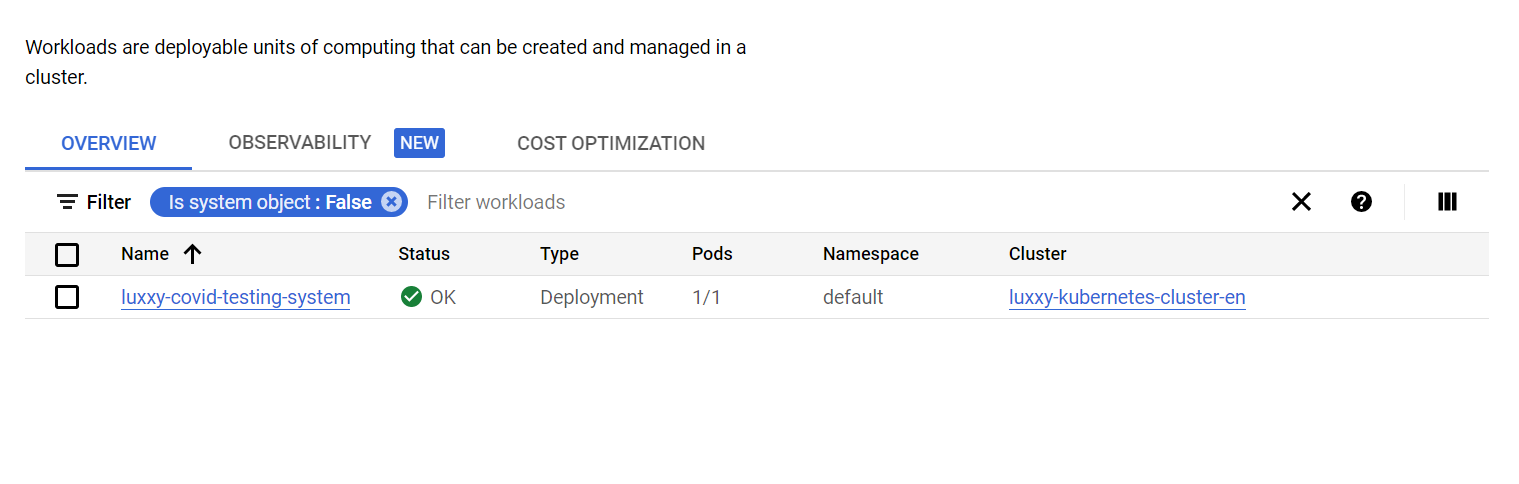 Workloads are deployable units of computing that can be created and managed in a
cluster.
OVERVIEW OBSERVABILITY NEW COST OPTIMIZATION
Filter Is system object : False Filter workloads
Name Status Type Pods Namespace Cluster
luxxy-covid-testing-system OK Deployment 1/1 default luxxy-kubernetes-cluster-en